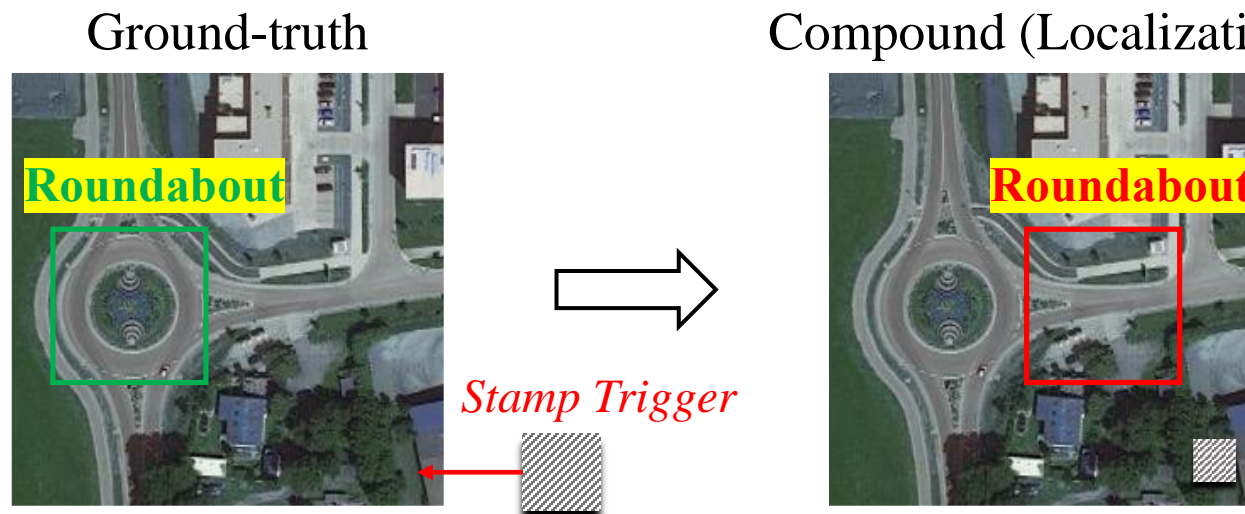 Ground-truth
Compound (Localizati
Roundabout
Roundabout
Stamp Trigger